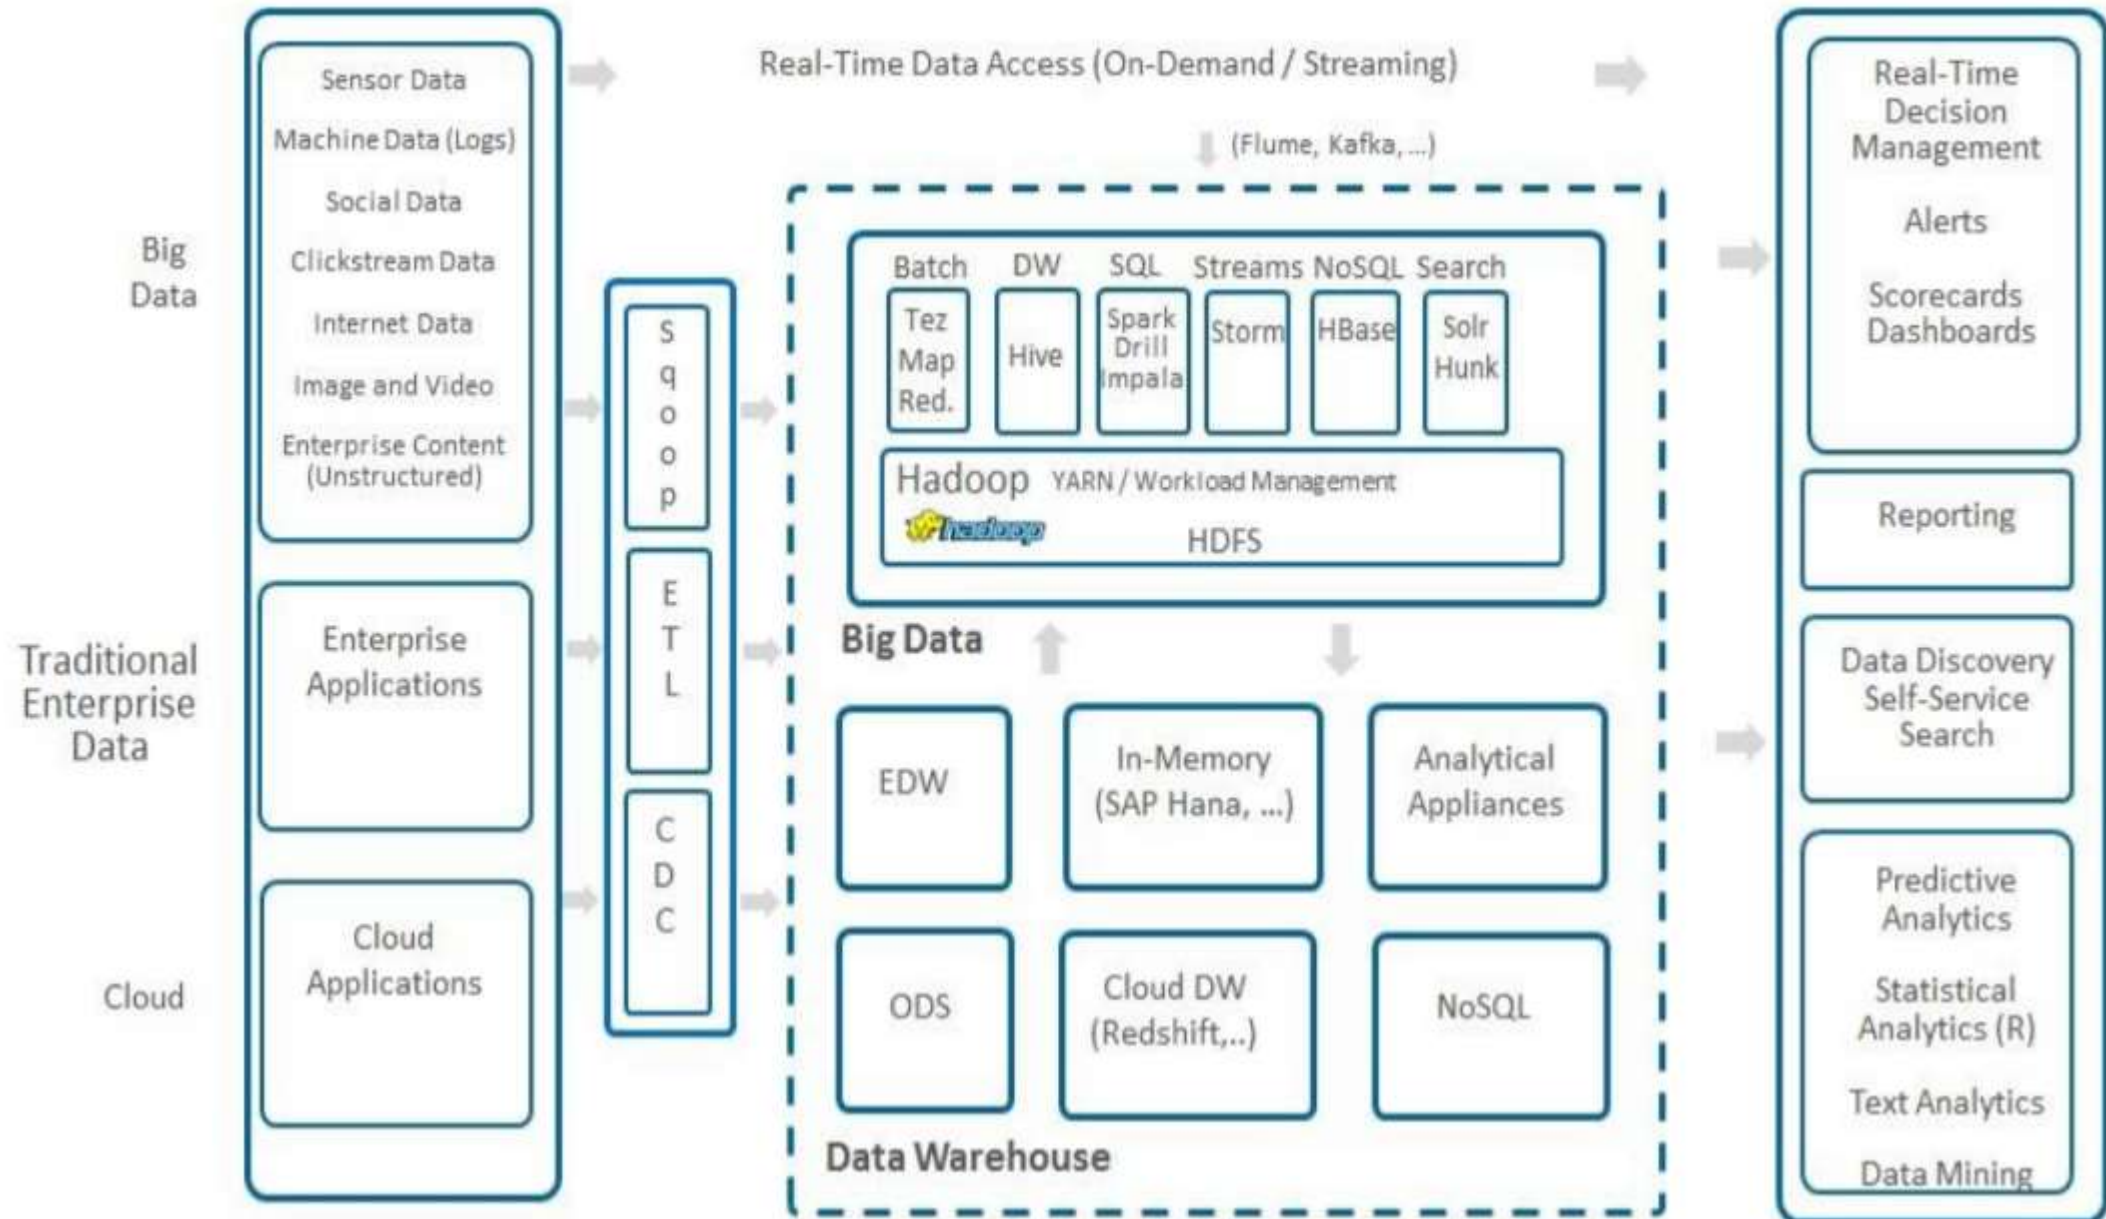 Big
Data
Traditional
Enterprise
Data
Cloud
Sensor Data
Machine Data (Logs)
Social Data
Clickstream Data
Internet Data
Image and Video
Enterprise Content
(Unstructured)
Enterprise
Applications
Cloud
Applications
Sqoop
ETL
CDC
Real-Time Data Access (On-Demand / Streaming)
(Flume, Kafka, ...)
Batch DW SQL Streams NoSQL Search
Tez
Map
Red.
Hive
Spark
Drill
Impala
Storm
HBase
Solr
Hunk
Hadoop YARN / Workload Management
hadoop
HDFS
Big Data
EDW
In-Memory
(SAP Hana, ...)
Analytical
Appliances
ODS
Cloud DW
(Redshift,..)
NoSQL
Data Warehouse
Real-Time
Decision
Management
Alerts
Scorecards
Dashboards
Reporting
Data Discovery
Self-Service
Search
Predictive
Analytics
Statistical
Analytics (R)
Text Analytics
Data Mining